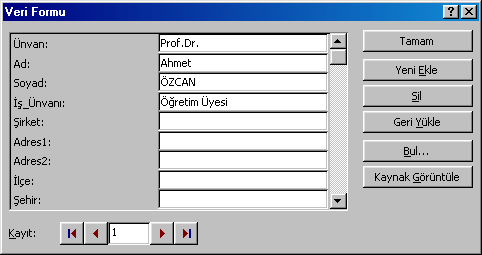 Veri Formu
Ünvan: Prof.Dr.
Ad: Ahmet
Soyad: ÖZCAN
İş_Ünvanı: Öğretim Üyesi
Şirket:
Adres1:
Adres2:
İlçe:
Şehir:
Kayıt: 1
Tamam
Yeni Ekle
Sil
Geri Yükle
Bul...
Kaynak Görüntüle